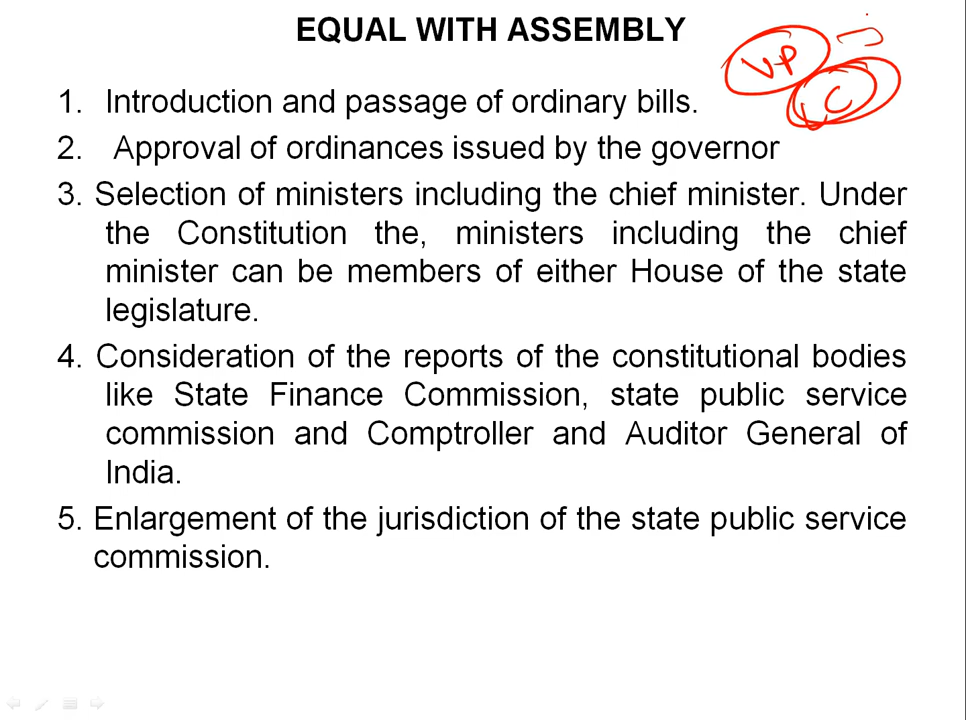 EQUAL WITH ASSEMBLY
VP
LC
1. Introduction and passage of ordinary bills.
2. Approval of ordinances issued by the governor
3. Selection of ministers including the chief minister. Under
the Constitution the, ministers including the chief
minister can be members of either House of the state
legislature.
4. Consideration of the reports of the constitutional bodies
like State Finance Commission, state public service
commission and Comptroller and Auditor General of
India.
5. Enlargement of the jurisdiction of the state public service
commission.